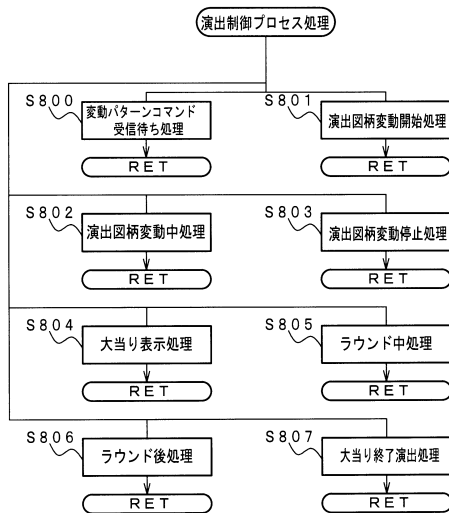 演出制御プロセス処理
S800
変動パターンコマンド
受信待ち処理
RET
S801
演出図柄変動開始処理
RET
S802
演出図柄変動中処理
RET
S803
演出図柄変動停止処理
RET
S804
大当り表示処理
RET
S805
ラウンド中処理
RET
S806
ラウンド後処理
RET
S807
大当り終了演出処理
RET